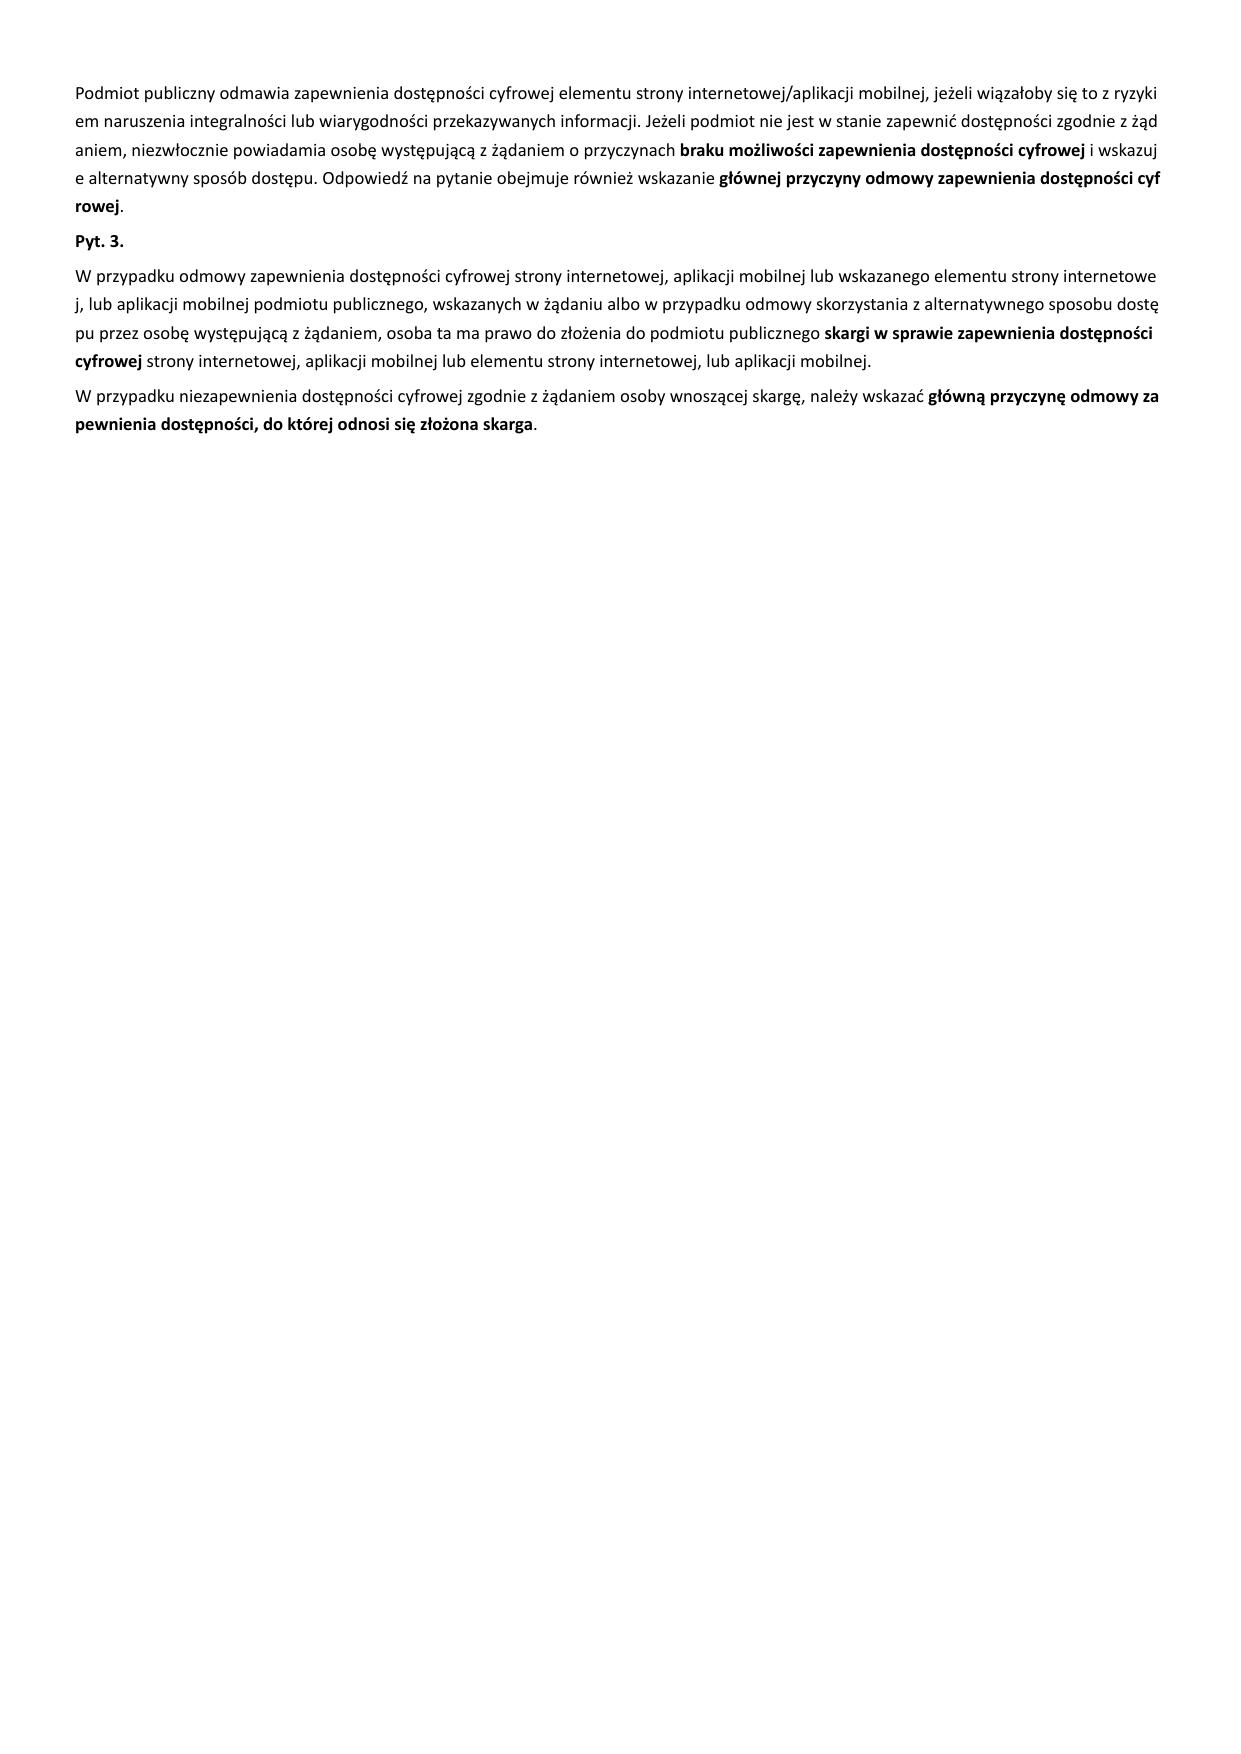 Podmiot publiczny odmawia zapewnienia dostępności cyfrowej elementu strony internetowej/aplikacji mobilnej, jeżeli wiązałoby się to z ryzyki
em naruszenia integralności lub wiarygodności przekazywanych informacji. Jeżeli podmiot nie jest w stanie zapewnić dostępności zgodnie z żąd
aniem, niezwłocznie powiadamia osobę występującą z żądaniem o przyczynach braku możliwości zapewnienia dostępności cyfrowej i wskazuj
e alternatywny sposób dostępu. Odpowiedź na pytanie obejmuje również wskazanie głównej przyczyny odmowy zapewnienia dostępności cyf
rowej.
Pyt. 3.
W przypadku odmowy zapewnienia dostępności cyfrowej strony internetowej, aplikacji mobilnej lub wskazanego elementu strony internetowe
j, lub aplikacji mobilnej podmiotu publicznego, wskazanych w żądaniu albo w przypadku odmowy skorzystania z alternatywnego sposobu dostę
pu przez osobę występującą z żądaniem, osoba ta ma prawo do złożenia do podmiotu publicznego skargi w sprawie zapewnienia dostępności
cyfrowej strony internetowej, aplikacji mobilnej lub elementu strony internetowej, lub aplikacji mobilnej.
W przypadku niezapewnienia dostępności cyfrowej zgodnie z żądaniem osoby wnoszącej skargę, należy wskazać główną przyczynę odmowy za
pewnienia dostępności, do której odnosi się złożona skarga.